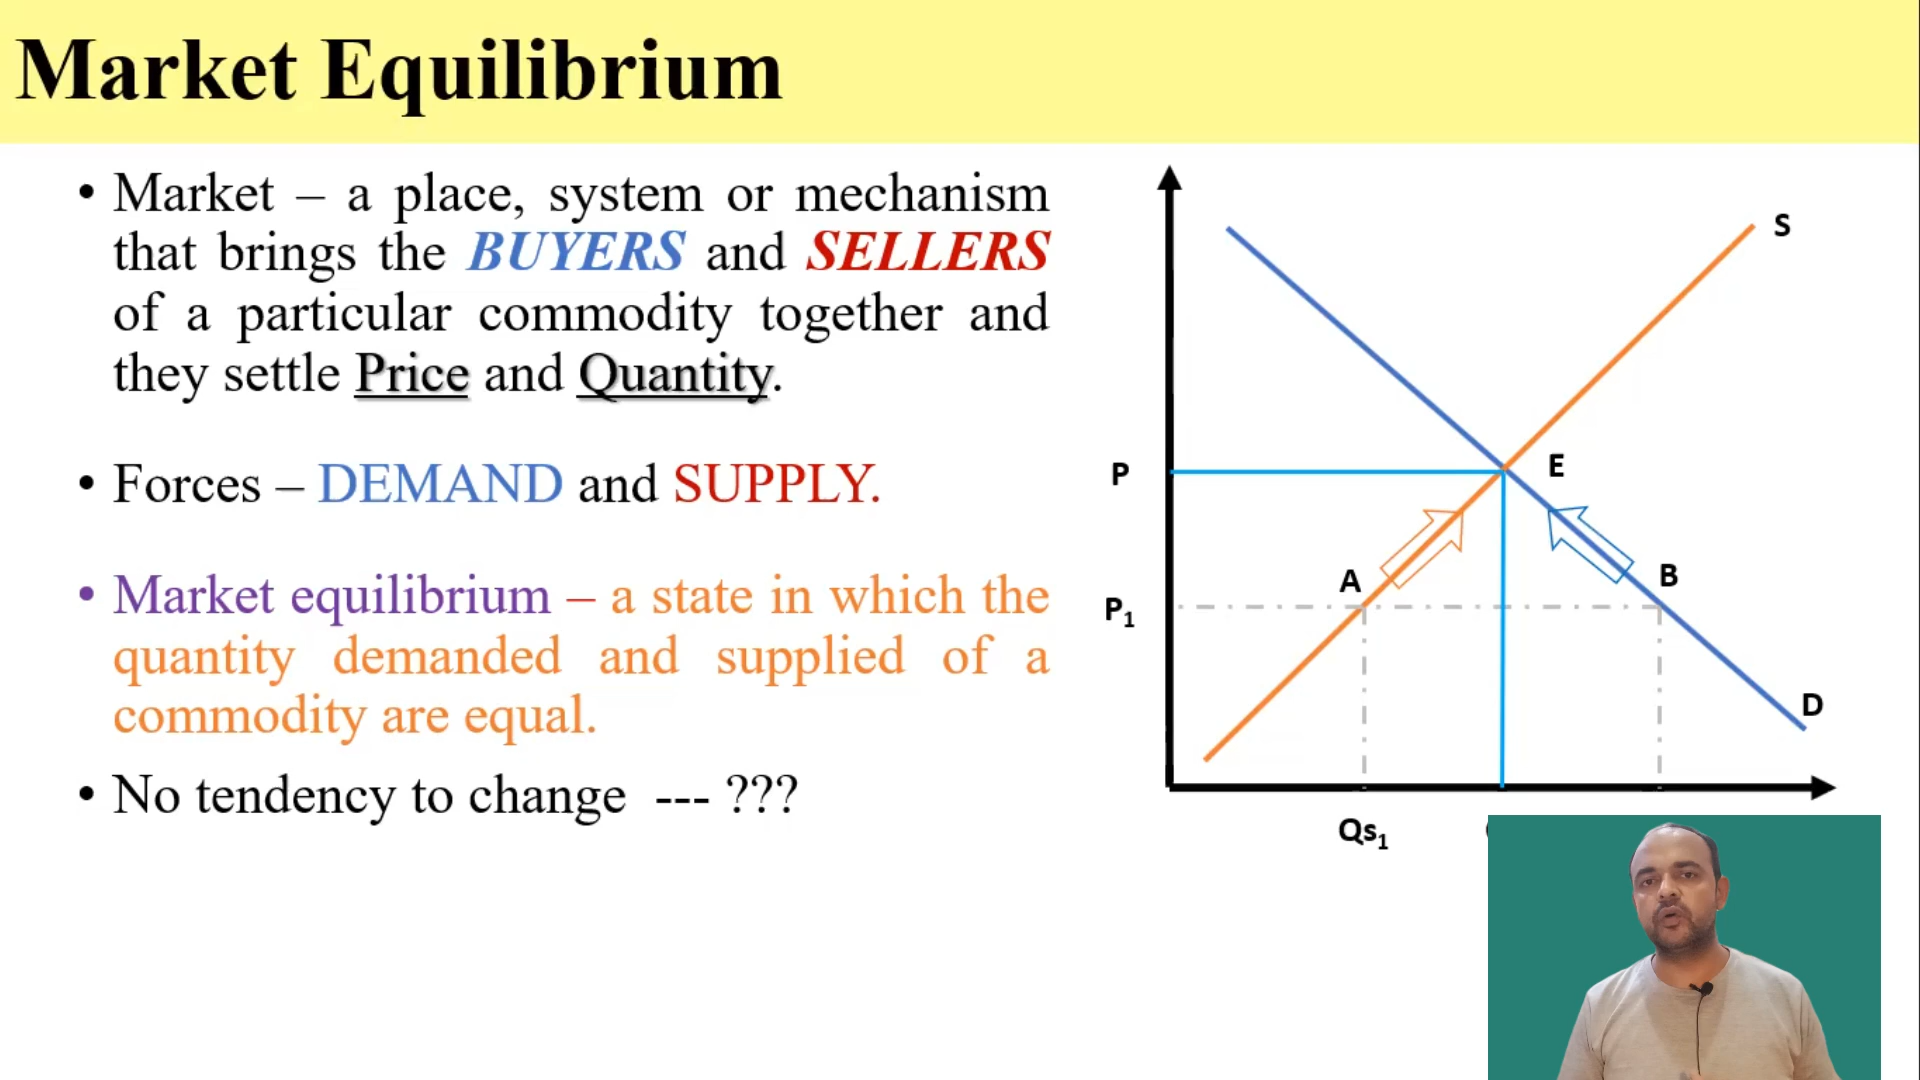 Market Equilibrium
• Market – a place, system or mechanism
that brings the BUYERS and SELLERS
of a particular commodity together and
they settle Price and Quantity.
• Forces – DEMAND and SUPPLY.
• Market equilibrium – a state in which the
quantity demanded and supplied of a
commodity are equal.
• No tendency to change --- ???
S
P
E
A
B
P₁
D
Qs₁